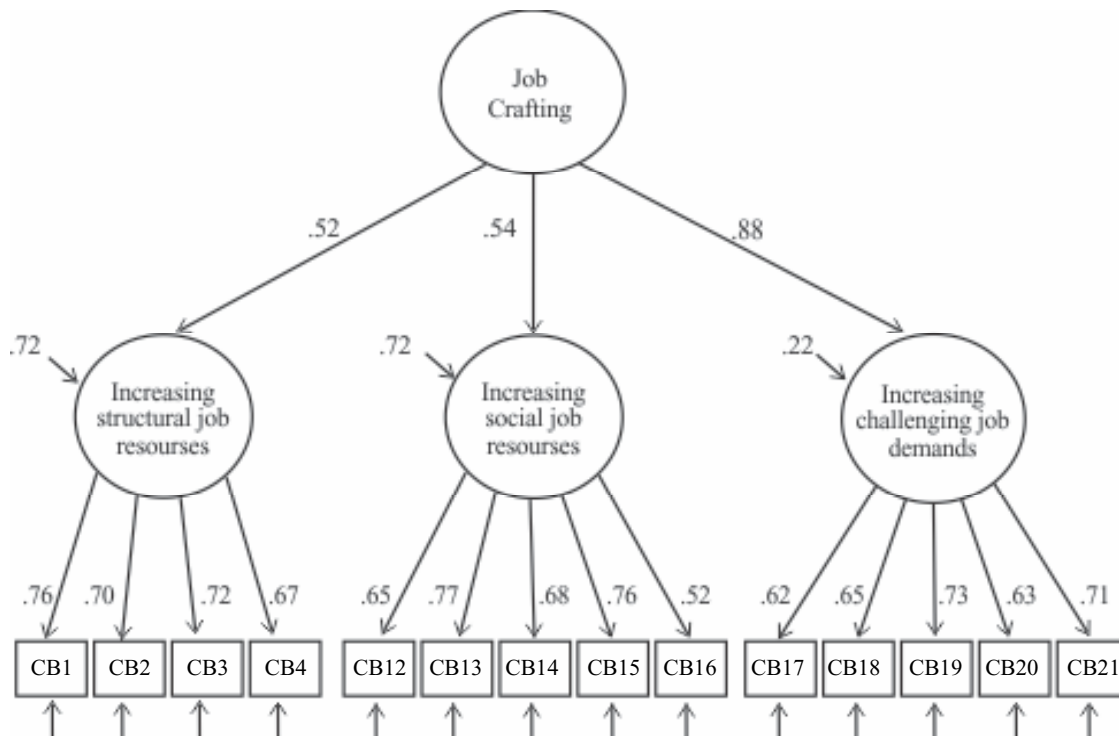 Job
Crafting
.52
.54
.88
.72
.72
.22
Increasing
structural job
resourses
Increasing
social job
resourses
Increasing
challenging job
demands
.76 .70 .72 .67 .65 .77 .68 .76 .52 .62 .65 .73 .63 .71
CB1 CB2 CB3 CB4 CB12 CB13 CB14 CB15 CB16 CB17 CB18 CB19 CB20 CB21